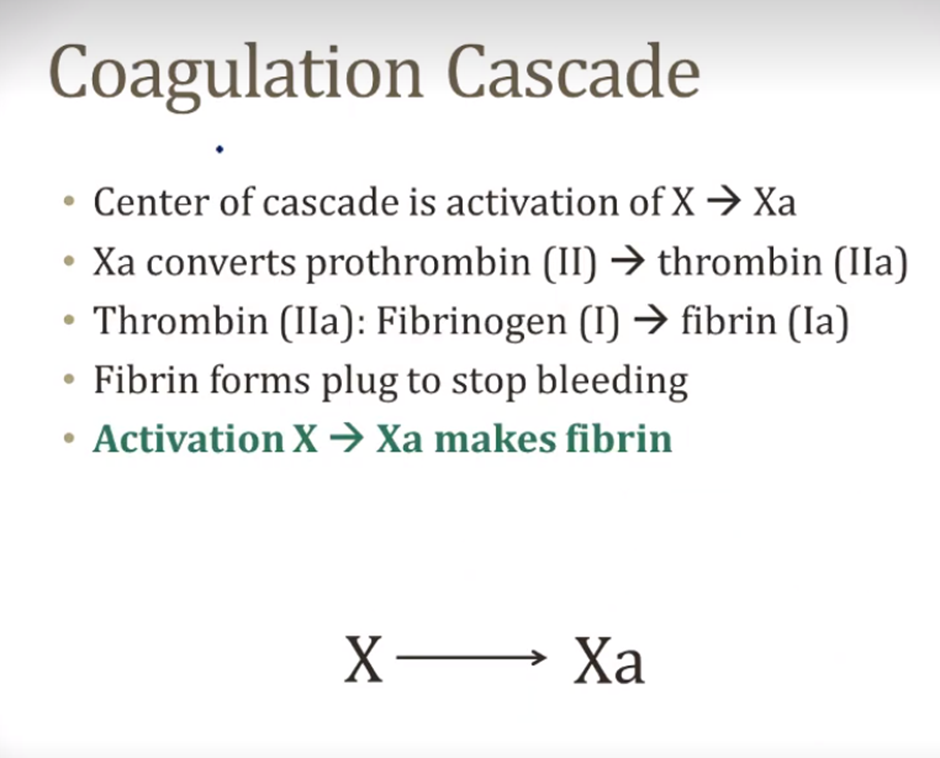 Coagulation Cascade
• Center of cascade is activation of X → Xa
• Xa converts prothrombin (II) → thrombin (IIa)
• Thrombin (IIa): Fibrinogen (I) → fibrin (Ia)
• Fibrin forms plug to stop bleeding
• Activation X → Xa makes fibrin
X → Xa